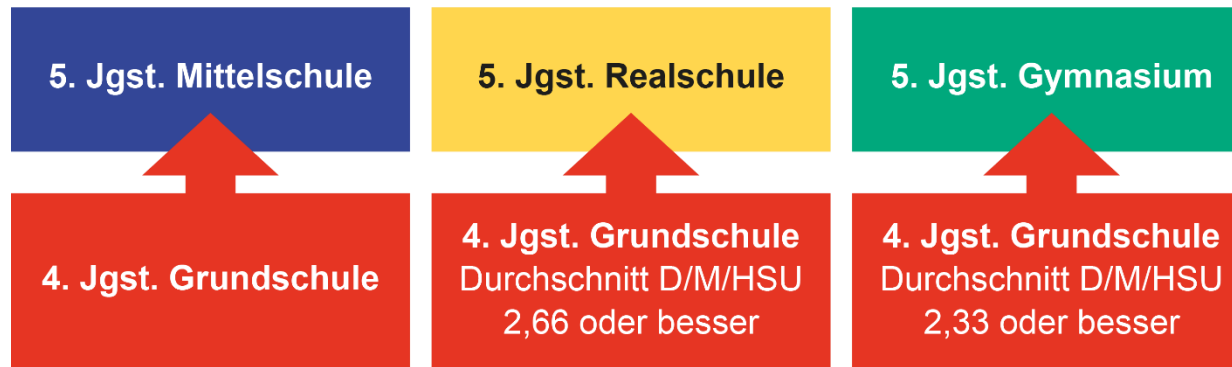 5. Jgst. Mittelschule
5. Jgst. Realschule
5. Jgst. Gymnasium
4. Jgst. Grundschule
4. Jgst. Grundschule
Durchschnitt D/M/HSU
2,66 oder besser
4. Jgst. Grundschule
Durchschnitt D/M/HSU
2,33 oder besser